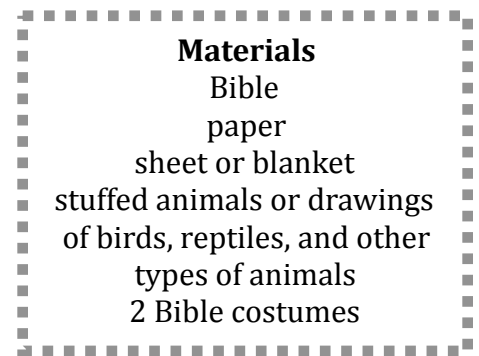 Materials
Bible
paper
sheet or blanket
stuffed animals or drawings
of birds, reptiles, and other
types of animals
2 Bible costumes